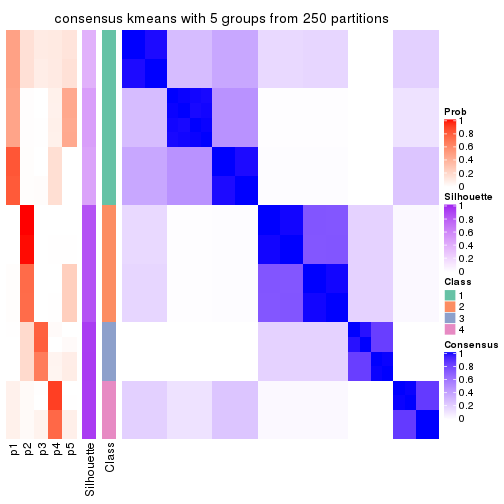 consensus kmeans with 5 groups from 250 partitions
Prob
1
0.8
0.6
0.4
0.2
0
Silhouette
1
0.8
0.6
0.4
0.2
0
Class
1
2
3
4
Consensus
1
0.8
0.6
0.4
0.2
0
p1
p2
p3
p4
p5
Silhouette
Class